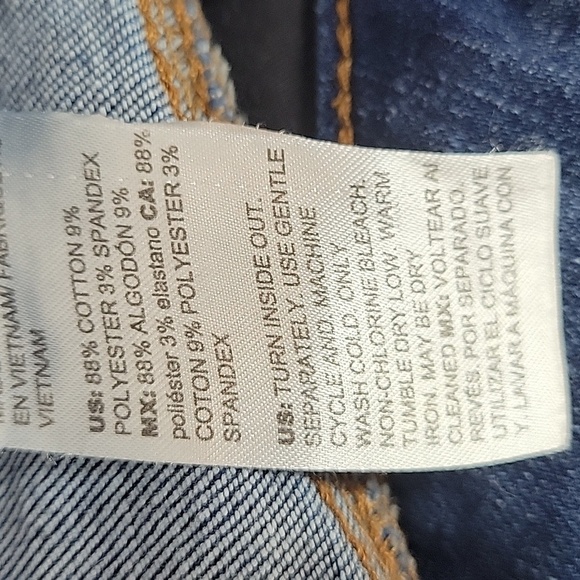 EN VIETNAM/
VIETNAM
US: 88% COTTON 9%
POLYESTER 3% SPANDEX
MX: 88% ALGODÓN 9%
poliéster 3% elastano CA: 88%
COTON 9% POLYESTER 3%
SPANDEX
US: TURN INSIDE OUT.
SEPARATELY. USE GENTLE
CYCLE AND. MACHINE
WASH COLD. ONLY
NON-CHLORINE BLEACH.
TUMBLE DRY LOW. WARM
IRON. MAY BE DRY
CLEANED MX: VOLTEAR AL
REVÉS. POR SEPARADO.
UTILIZAR EL CICLO SUAVE
Y LAVAR A MÁQUINA CON